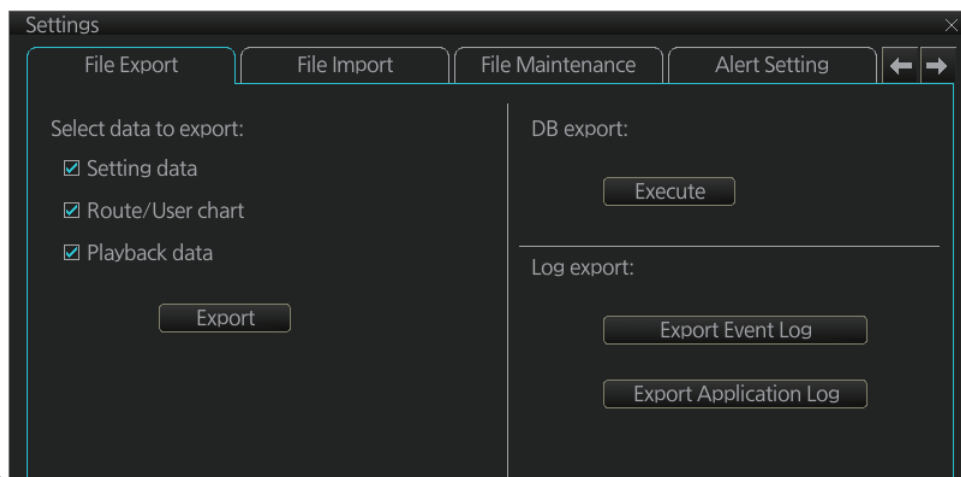 Settings
File Export
File Import
File Maintenance
Alert Setting
Select data to export:
Setting data
Route/User chart
Playback data
Export
DB export:
Execute
Log export:
Export Event Log
Export Application Log